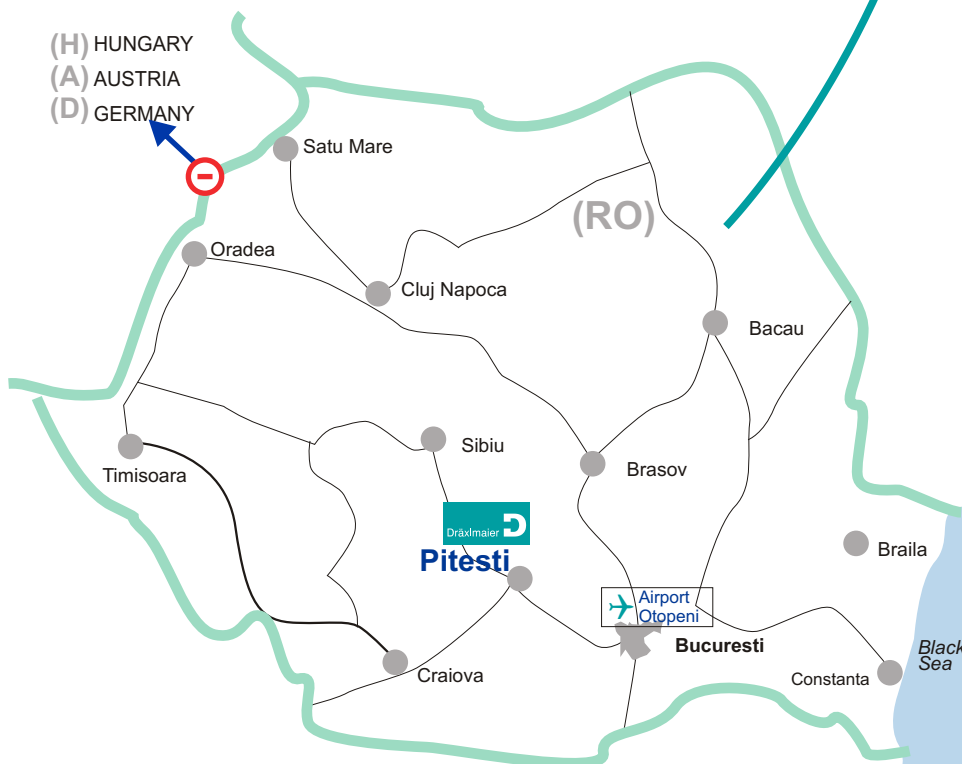 (H) HUNGARY
(A) AUSTRIA
(D) GERMANY
Satu Mare
(RO)
Oradea
Cluj Napoca
Bacau
Sibiu
Brasov
Timisoara
Dräxlmaier D
Pitesti
Braila
Airport
Otopeni
Bucuresti
Black
Sea
Craiova
Constanta